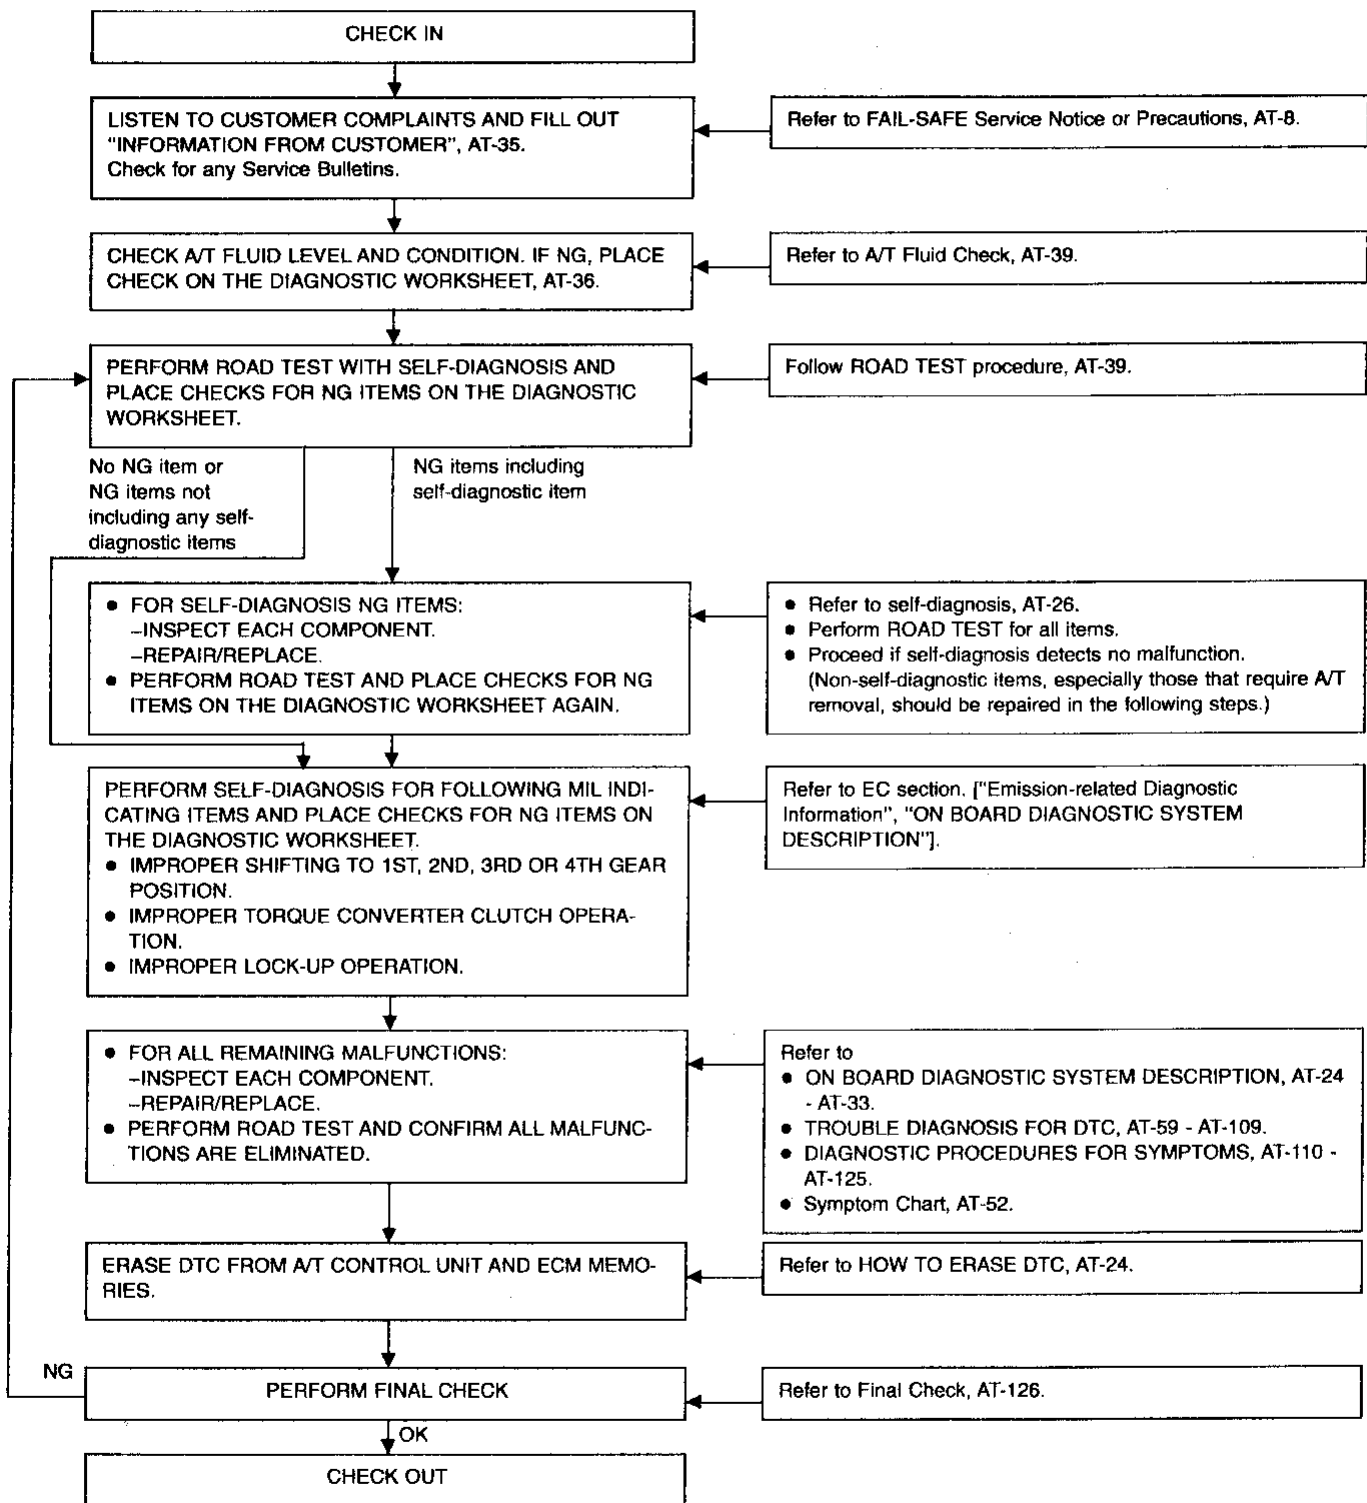 CHECK IN
LISTEN TO CUSTOMER COMPLAINTS AND FILL OUT
"INFORMATION FROM CUSTOMER", AT-35.
Check for any Service Bulletins.
Refer to FAIL-SAFE Service Notice or Precautions, AT-8.
CHECK A/T FLUID LEVEL AND CONDITION. IF NG, PLACE
CHECK ON THE DIAGNOSTIC WORKSHEET, AT-36.
Refer to A/T Fluid Check, AT-39.
PERFORM ROAD TEST WITH SELF-DIAGNOSIS AND
PLACE CHECKS FOR NG ITEMS ON THE DIAGNOSTIC
WORKSHEET.
Follow ROAD TEST procedure, AT-39.
No NG item or
NG items not
including any self-
diagnostic items
NG items including
self-diagnostic item
● FOR SELF-DIAGNOSIS NG ITEMS:
–INSPECT EACH COMPONENT.
–REPAIR/REPLACE.
● PERFORM ROAD TEST AND PLACE CHECKS FOR NG
ITEMS ON THE DIAGNOSTIC WORKSHEET AGAIN.
● Refer to self-diagnosis, AT-26.
● Perform ROAD TEST for all items.
● Proceed if self-diagnosis detects no malfunction.
(Non-self-diagnostic items, especially those that require A/T
removal, should be repaired in the following steps.)
PERFORM SELF-DIAGNOSIS FOR FOLLOWING MIL INDI-
CATING ITEMS AND PLACE CHECKS FOR NG ITEMS ON
THE DIAGNOSTIC WORKSHEET.
● IMPROPER SHIFTING TO 1ST, 2ND, 3RD OR 4TH GEAR
POSITION.
● IMPROPER TORQUE CONVERTER CLUTCH OPERA-
TION.
● IMPROPER LOCK-UP OPERATION.
Refer to EC section. ["Emission-related Diagnostic
Information", "ON BOARD DIAGNOSTIC SYSTEM
DESCRIPTION"].
● FOR ALL REMAINING MALFUNCTIONS:
–INSPECT EACH COMPONENT.
–REPAIR/REPLACE.
● PERFORM ROAD TEST AND CONFIRM ALL MALFUNC-
TIONS ARE ELIMINATED.
Refer to
● ON BOARD DIAGNOSTIC SYSTEM DESCRIPTION, AT-24
- AT-33.
● TROUBLE DIAGNOSIS FOR DTC, AT-59 - AT-109.
● DIAGNOSTIC PROCEDURES FOR SYMPTOMS, AT-110 -
AT-125.
● Symptom Chart, AT-52.
ERASE DTC FROM A/T CONTROL UNIT AND ECM MEMO-
RIES.
Refer to HOW TO ERASE DTC, AT-24.
NG
PERFORM FINAL CHECK
Refer to Final Check, AT-126.
OK
CHECK OUT